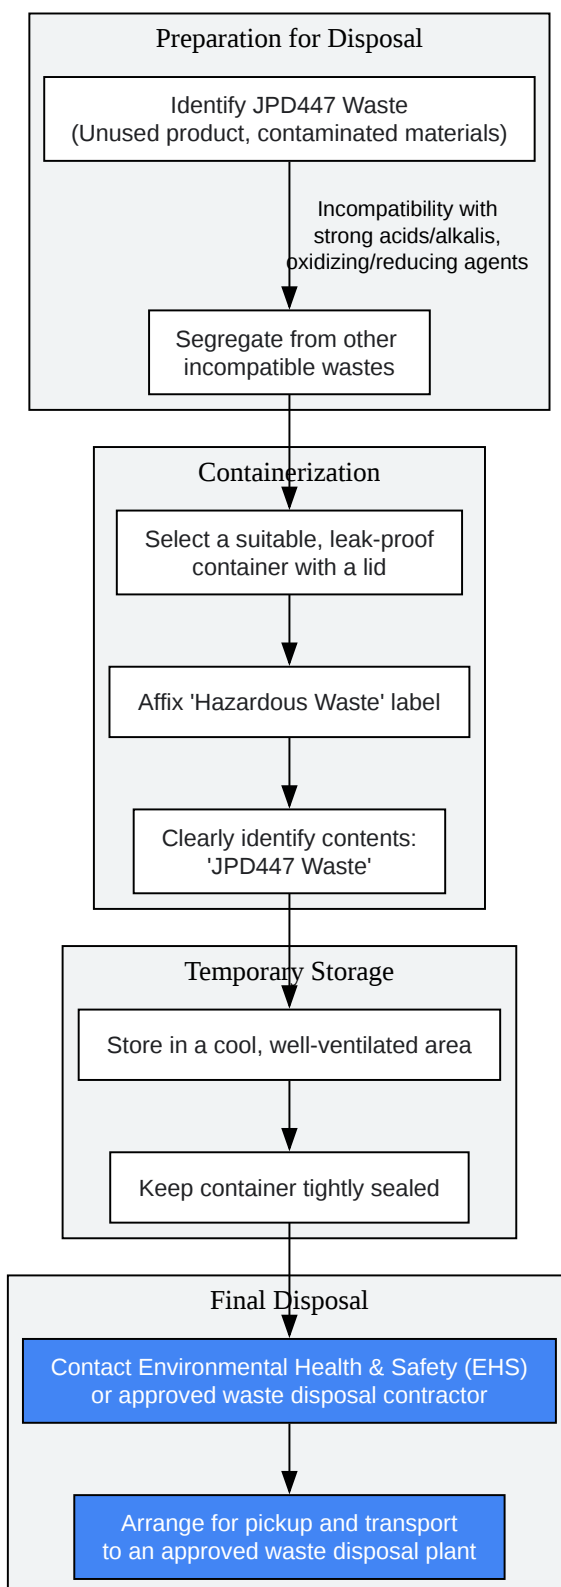 Preparation for Disposal
Identify JPD447 Waste
(Unused product, contaminated materials)
Incompatibility with
strong acids/alkalis,
oxidizing/reducing agents
Segregate from other
incompatible wastes
Containerization
Select a suitable, leak-proof
container with a lid
Affix 'Hazardous Waste' label
Clearly identify contents:
'JPD447 Waste'
Temporary Storage
Store in a cool, well-ventilated area
Keep container tightly sealed
Final Disposal
Contact Environmental Health & Safety (EHS)
or approved waste disposal contractor
Arrange for pickup and transport
to an approved waste disposal plant